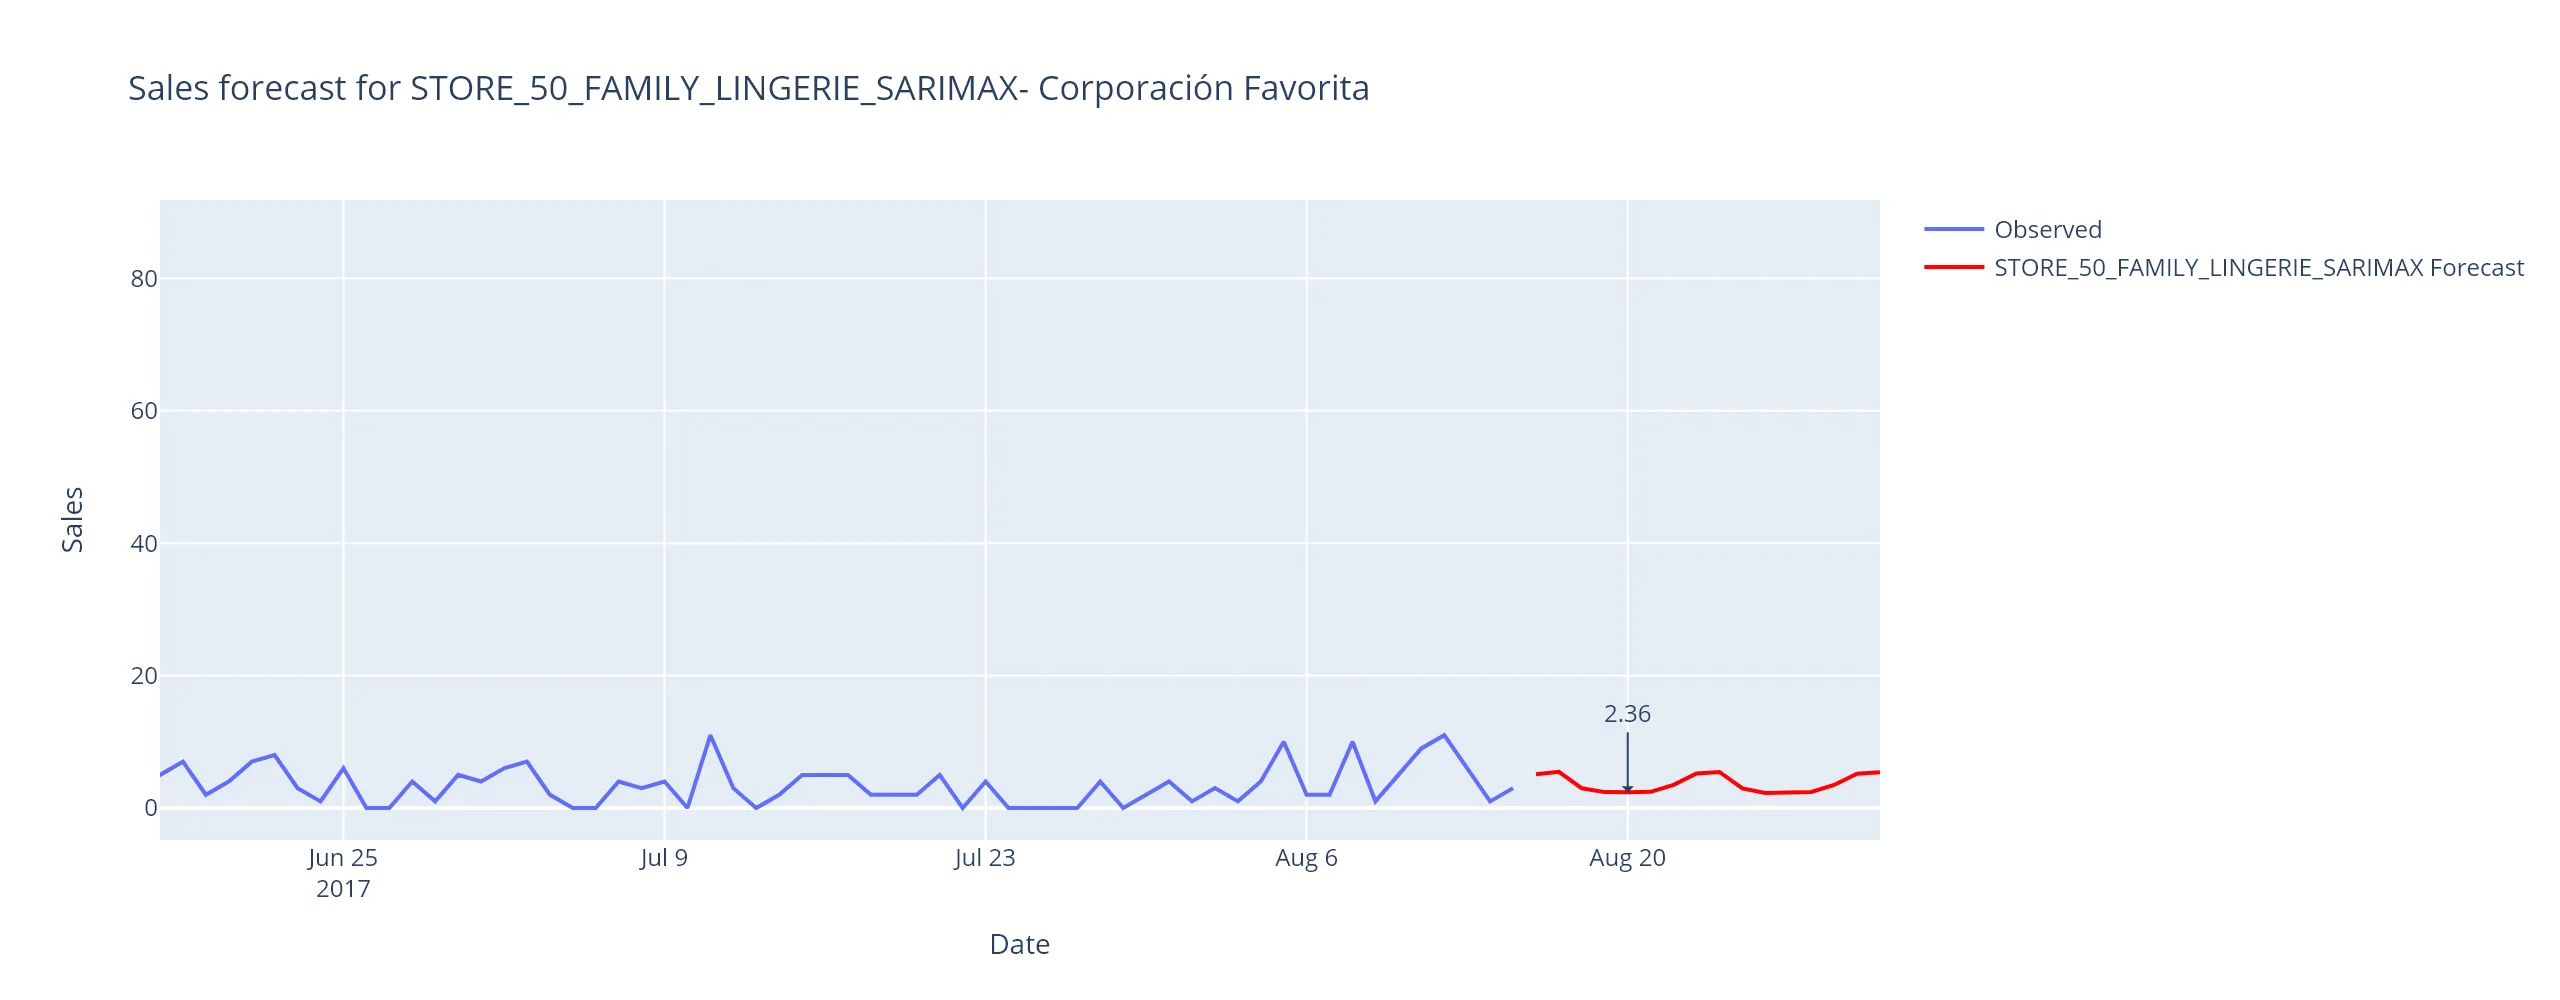 Sales forecast for STORE_50_FAMILY_LINGERIE_SARIMAX- Corporación Favorita
Observed
STORE_50_FAMILY_LINGERIE_SARIMAX Forecast
80
60
40
20
0
Sales
2.36
Jun 25
2017
Jul 9
Jul 23
Aug 6
Aug 20
Date